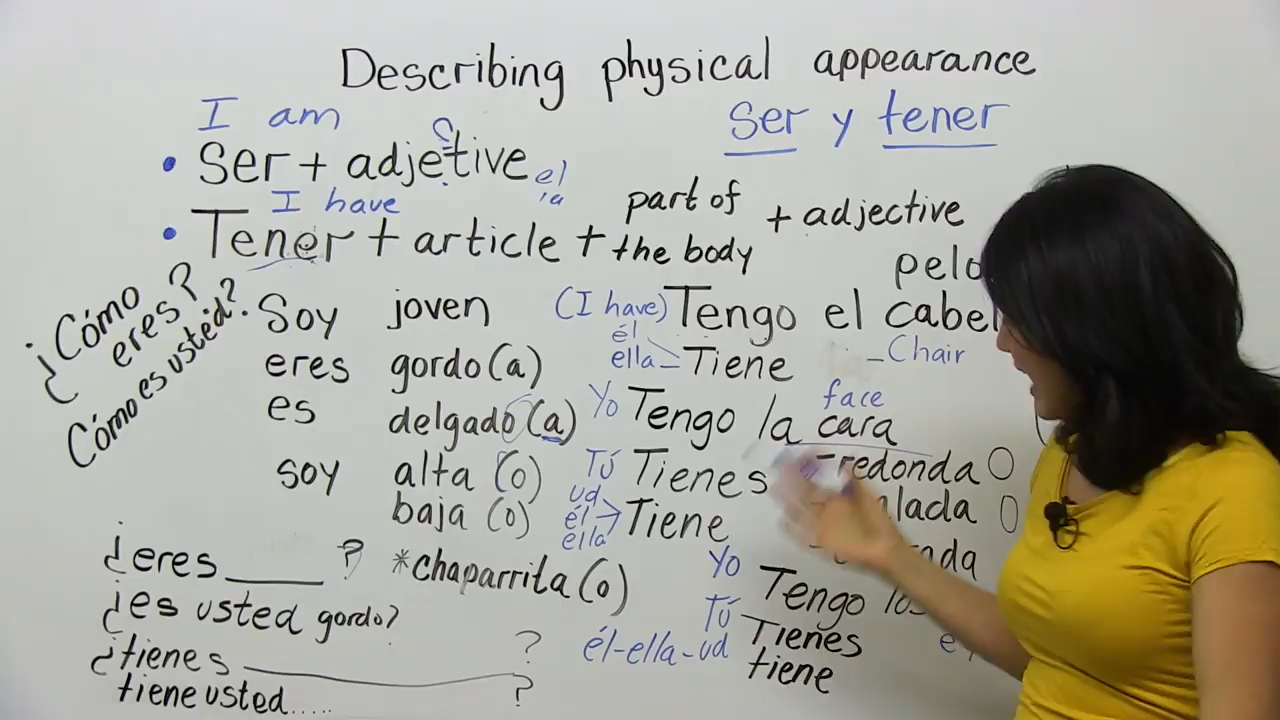 Describing physical appearance
I am
Ser y tener
• Ser + adjective
el
la
I have
part of
the body
• Tener + article + + adjective
¿Cómo
eres?
Cómo es usted?
pelo
Soy joven
(I have) Tengo el
él
ella Tiene
Chair
eres gordo(a)
es delgado (a)
Yo Tengo la cara
face
soy alta (o)
Tú Tienes redonda
baja (o)
ud
él
ella Tiene
*chaparrita (o)
¿eres ____ ?
¿es usted gordo?
¿tienes ____ ?
tiene usted..... ?
Yo Tengo
Tú Tienes
él-ella-ud tiene